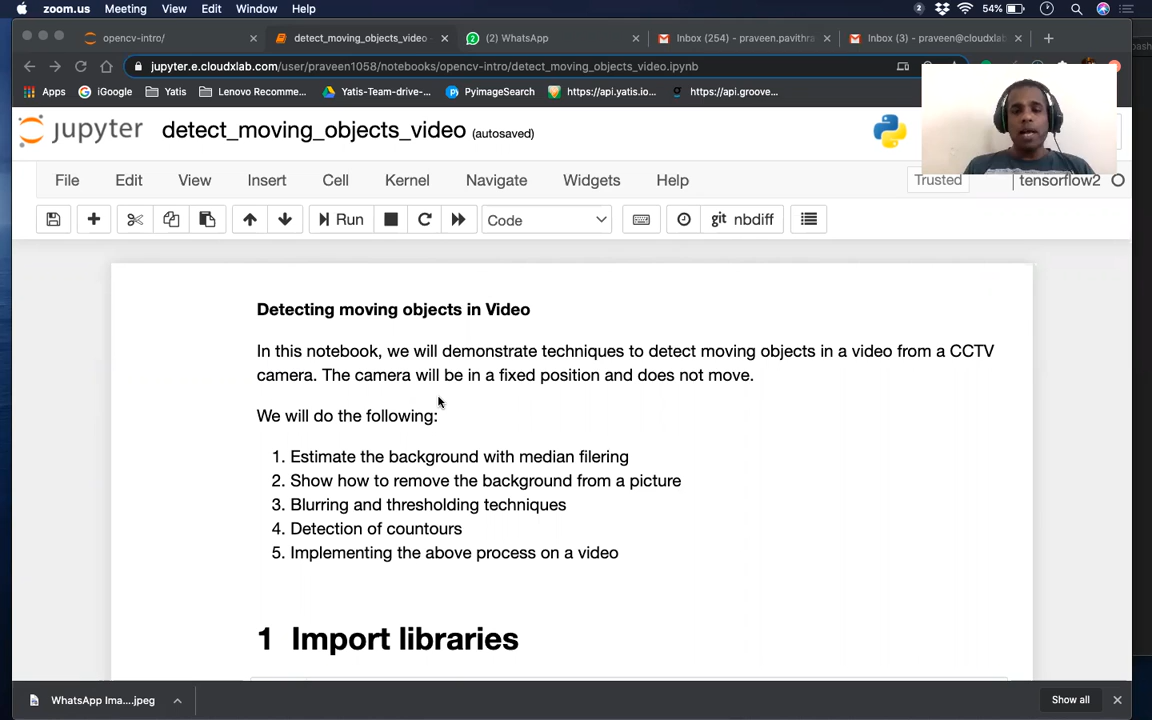 zoom.us Meeting View Edit Window Help
2 54%
opencv-intro/ detect_moving_objects_video (2) WhatsApp Inbox (254) - praveen.pavithra Inbox (3) - praveen@cloudxlab
jupyter.e.cloudxlab.com/user/praveen1058/notebooks/opencv-intro/detect_moving_objects_video.ipynb
Apps iGoogle Yatis Lenovo Recomme... Yatis-Team-drive-... PyimageSearch https://api.yatis.io... https://api.groove...
jupyter detect_moving_objects_video (autosaved)
File Edit View Insert Cell Kernel Navigate Widgets Help Trusted tensorflow2
Run Code git nbdiff
Detecting moving objects in Video
In this notebook, we will demonstrate techniques to detect moving objects in a video from a CCTV
camera. The camera will be in a fixed position and does not move.
We will do the following:
1. Estimate the background with median filering
2. Show how to remove the background from a picture
3. Blurring and thresholding techniques
4. Detection of countours
5. Implementing the above process on a video
1 Import libraries
WhatsApp Ima....jpeg Show all